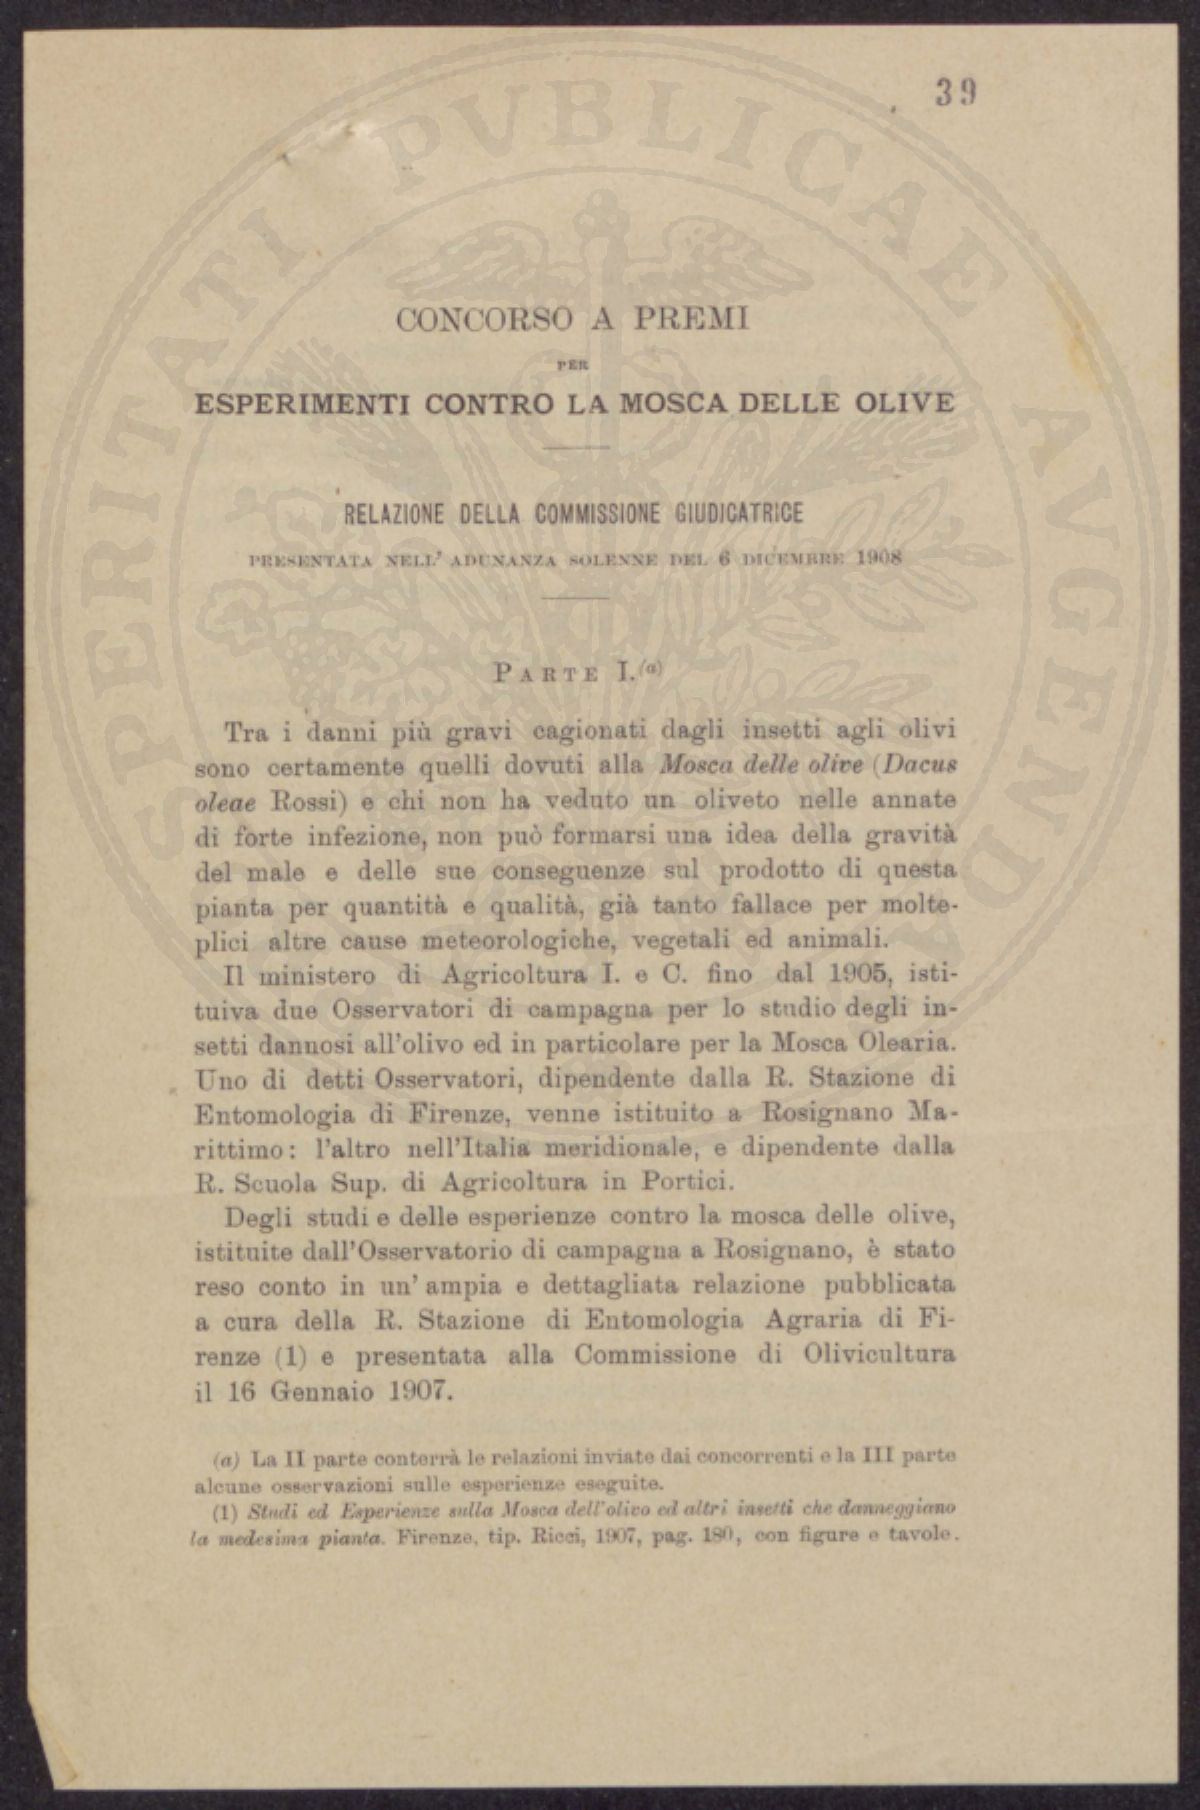 39
PROSPERITATI PVBLICAE AVGENDAE
CONCORSO A PREMI
PER
ESPERIMENTI CONTRO LA MOSCA DELLE OLIVE
RELAZIONE DELLA COMMISSIONE GIUDICATRICE
PRESENTATA NELL' ADUNANZA SOLENNE DEL 6 DICEMBRE 1908
PARTE I.(a)
Tra i danni più gravi cagionati dagli insetti agli olivi
sono certamente quelli dovuti alla Mosca delle olive (Dacus
oleae Rossi) e chi non ha veduto un oliveto nelle annate
di forte infezione, non può formarsi una idea della gravità
del male e delle sue conseguenze sul prodotto di questa
pianta per quantità e qualità, già tanto fallace per molte-
plici altre cause meteorologiche, vegetali ed animali.
Il ministero di Agricoltura I. e C. fino dal 1905, isti-
tuiva due Osservatori di campagna per lo studio degli in-
setti dannosi all'olivo ed in particolare per la Mosca Olearia.
Uno di detti Osservatori, dipendente dalla R. Stazione di
Entomologia di Firenze, venne istituito a Rosignano Ma-
rittimo: l'altro nell'Italia meridionale, e dipendente dalla
R. Scuola Sup. di Agricoltura in Portici.
Degli studi e delle esperienze contro la mosca delle olive,
istituite dall'Osservatorio di campagna a Rosignano, è stato
reso conto in un' ampia e dettagliata relazione pubblicata
a cura della R. Stazione di Entomologia Agraria di Fi-
renze (1) e presentata alla Commissione di Olivicultura
il 16 Gennaio 1907.
(a) La II parte conterrà le relazioni inviate dai concorrenti e la III parte
alcune osservazioni sulle esperienze eseguite.
(1) Studi ed Esperienze sulla Mosca dell'olivo ed altri insetti che danneggiano
la medesima pianta. Firenze, tip. Ricci, 1907, pag. 180, con figure e tavole.